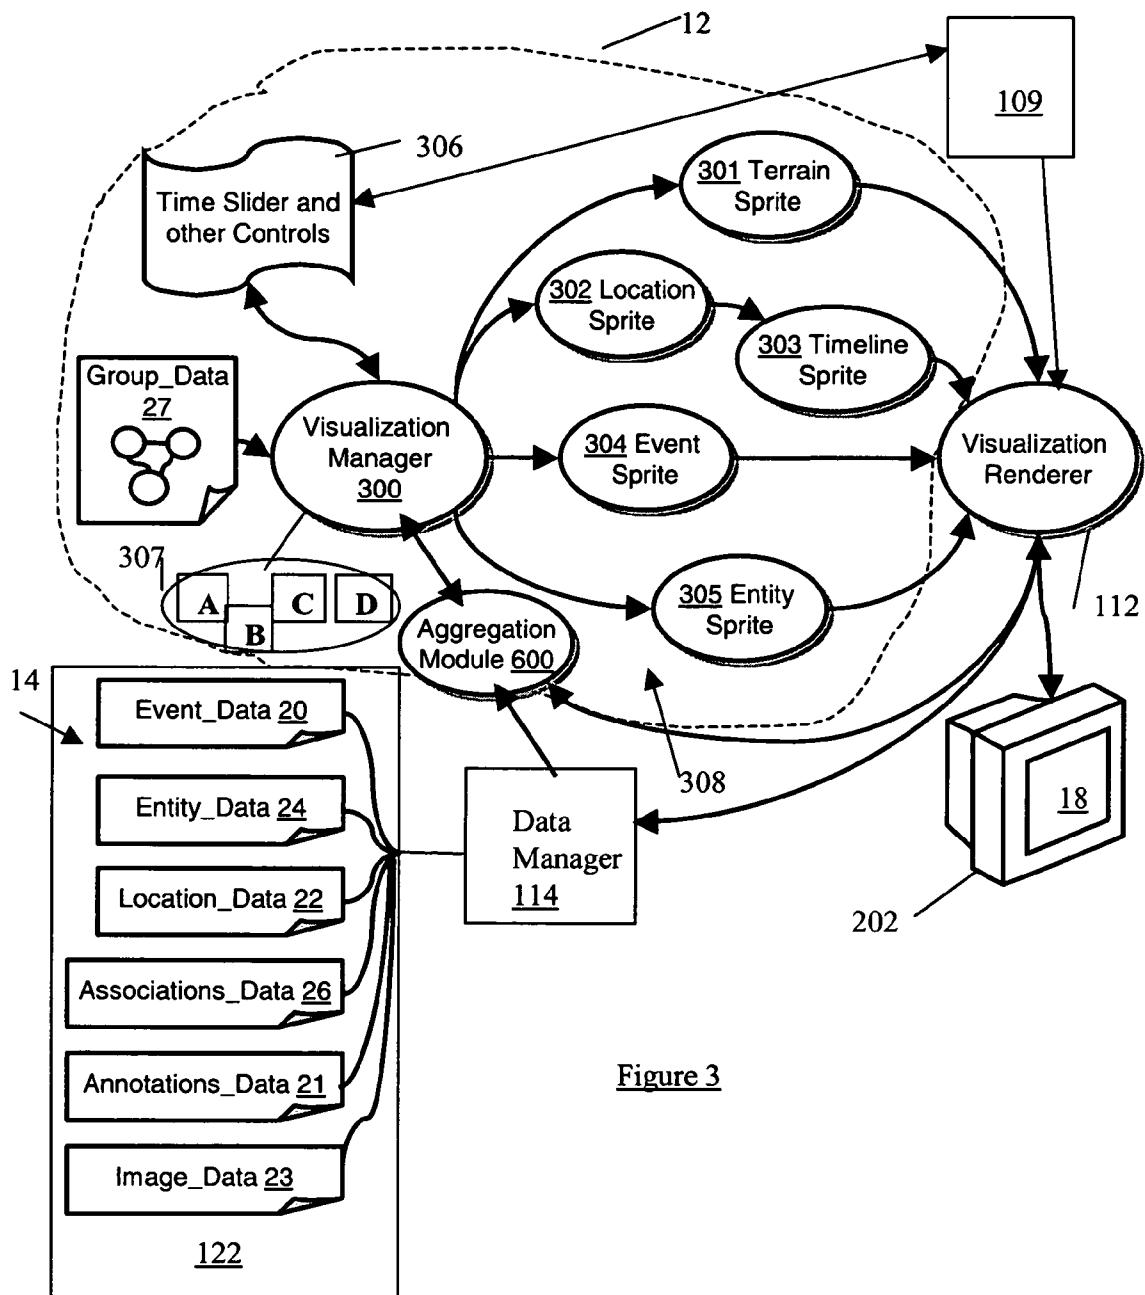 12
109
306
Time Slider and
other Controls
301 Terrain
Sprite
302 Location
Sprite
303 Timeline
Sprite
Group_Data
27
Visualization
Manager
300
304 Event
Sprite
Visualization
Renderer
307
A
B
C
D
305 Entity
Sprite
112
Aggregation
Module 600
14
Event_Data 20
308
18
Entity_Data 24
Data
Manager
114
Location_Data 22
202
Associations_Data 26
Annotations_Data 21
Figure 3
Image_Data 23
122